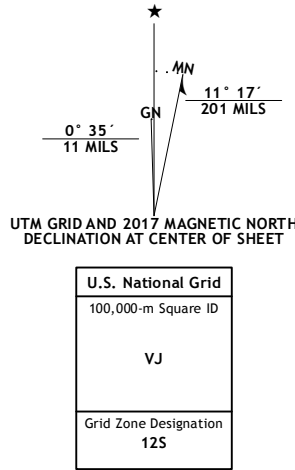 ★
MN
GN
11° 17´
201 MILS
0° 35´
11 MILS
UTM GRID AND 2017 MAGNETIC NORTH
DECLINATION AT CENTER OF SHEET
U.S. National Grid
100,000-m Square ID
VJ
Grid Zone Designation
12S